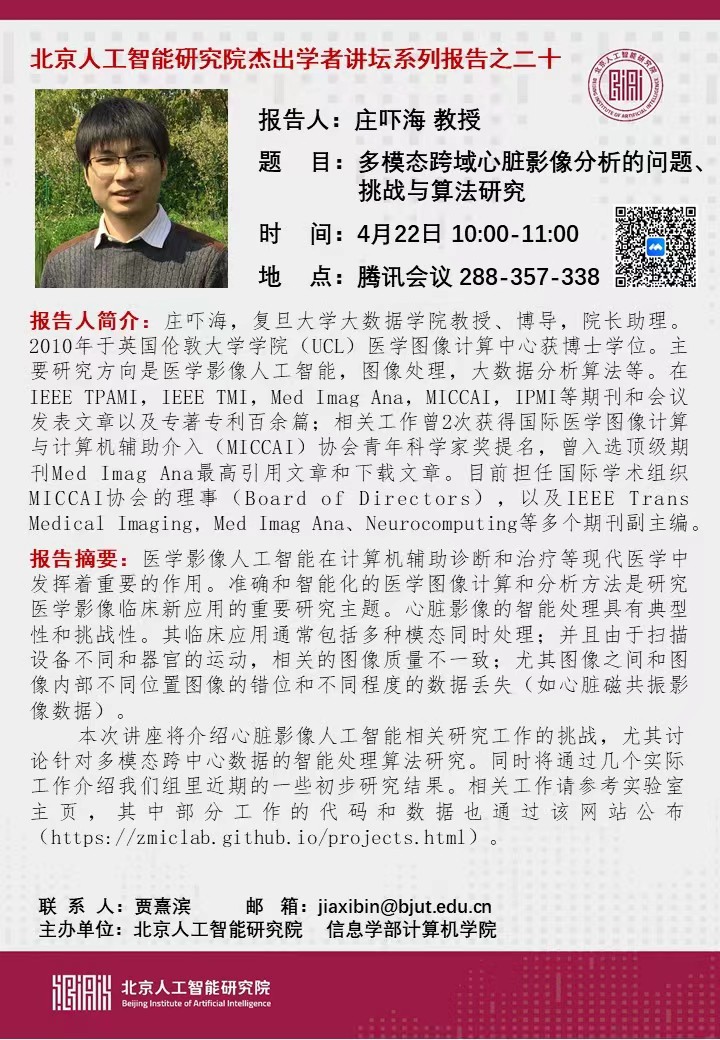 北京人工智能研究院杰出学者讲坛系列报告之二十
报告人：庄吓海 教授
题 目：多模态跨域心脏影像分析的问题、
挑战与算法研究
时 间：4月22日 10:00-11:00
地 点：腾讯会议 288-357-338
报告人简介：庄吓海，复旦大学大数据学院教授、博导，院长助理。
2010年于英国伦敦大学学院（UCL）医学图像计算中心获博士学位。主
要研究方向是医学影像人工智能，图像处理，大数据分析算法等。在
IEEE TPAMI，IEEE TMI，Med Imag Ana，MICCAI，IPMI等期刊和会议
发表文章以及专著专利百余篇；相关工作曾2次获得国际医学图像计算
与计算机辅助介入（MICCAI）协会青年科学家奖提名，曾入选顶级期
刊Med Imag Ana最高引用文章和下载文章。目前担任国际学术组织
MICCAI协会的理事（Board of Directors），以及IEEE Trans
Medical Imaging，Med Imag Ana、Neurocomputing等多个期刊副主编。
报告摘要：医学影像人工智能在计算机辅助诊断和治疗等现代医学中
发挥着重要的作用。准确和智能化的医学图像计算和分析方法是研究
医学影像临床新应用的重要研究主题。心脏影像的智能处理具有典型
性和挑战性。其临床应用通常包括多种模态同时处理；并且由于扫描
设备不同和器官的运动，相关的图像质量不一致；尤其图像之间和图
像内部不同位置图像的错位和不同程度的数据丢失（如心脏磁共振影
像数据）。
本次讲座将介绍心脏影像人工智能相关研究工作的挑战，尤其讨
论针对多模态跨中心数据的智能处理算法研究。同时将通过几个实际
工作介绍我们组里近期的一些初步研究结果。相关工作请参考实验室
主页，其中部分工作的代码和数据也通过该网站公布
（https://zmiclab.github.io/projects.html）。
联 系 人：贾熹滨 邮 箱：jiaxibin@bjut.edu.cn
主办单位：北京人工智能研究院 信息学部计算机学院
北京人工智能研究院
Beijing Institute of Artificial Intelligence
北京人工智能研究院
BEIJING INSTITUTE OF ARTIFICIAL INTELLIGENCE